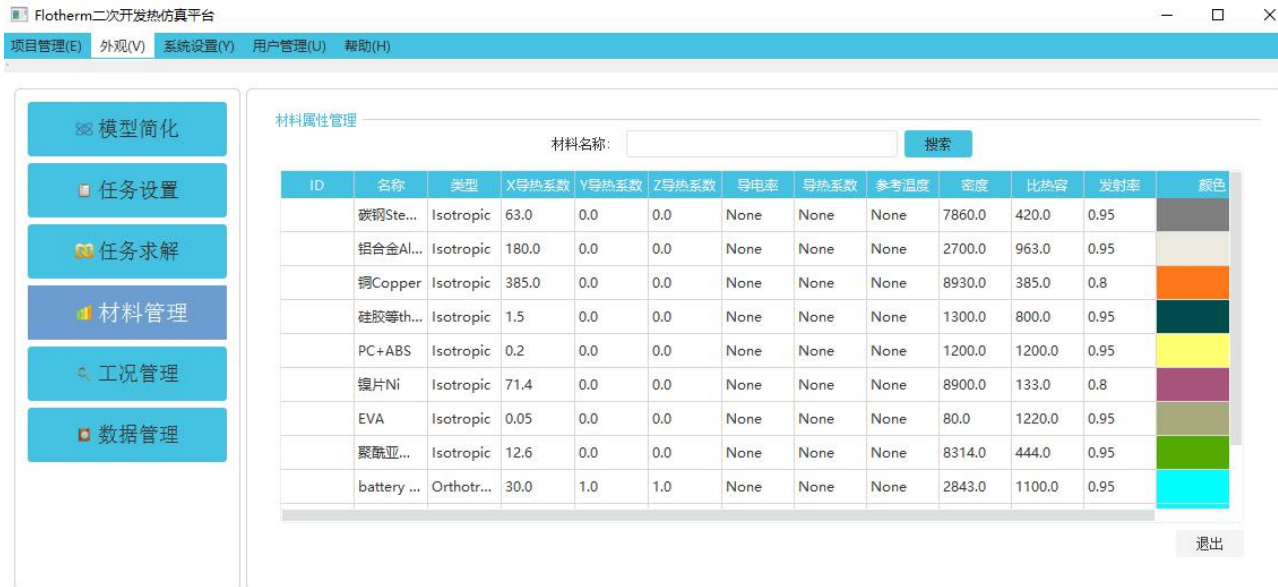 Flotherm二次开发热仿真平台
项目管理(E) 外观(V) 系统设置(Y) 用户管理(U) 帮助(H)
模型简化
任务设置
任务求解
材料管理
工况管理
数据管理
材料属性管理
材料名称: 搜索
ID 名称 类型 X导热系数 Y导热系数 Z导热系数 导电率 导热系数 参考温度 密度 比热容 发射率 颜色
碳钢Ste... Isotropic 63.0 0.0 0.0 None None None 7860.0 420.0 0.95
铝合金Al... Isotropic 180.0 0.0 0.0 None None None 2700.0 963.0 0.95
铜Copper Isotropic 385.0 0.0 0.0 None None None 8930.0 385.0 0.8
硅胶等th... Isotropic 1.5 0.0 0.0 None None None 1300.0 800.0 0.95
PC+ABS Isotropic 0.2 0.0 0.0 None None None 1200.0 1200.0 0.95
镍片Ni Isotropic 71.4 0.0 0.0 None None None 8900.0 133.0 0.8
EVA Isotropic 0.05 0.0 0.0 None None None 80.0 1220.0 0.95
聚酰亚... Isotropic 12.6 0.0 0.0 None None None 8314.0 444.0 0.95
battery ... Orthotr... 30.0 1.0 1.0 None None None 2843.0 1100.0 0.95
退出